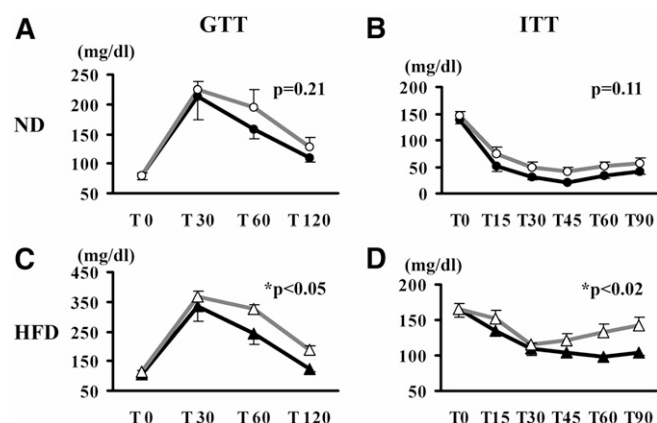 A GTT B ITT
(mg/dl) (mg/dl)
ND
250
200
150
100
50
p=0.21
T 0 T 30 T 60 T 120
200
150
100
50
0
p=0.11
T0 T15 T30 T45 T60 T90
C (mg/dl) D (mg/dl)
HFD
450
350
250
150
50
*p<0.05
T 0 T 30 T 60 T 120
200
150
100
50
*p<0.02
T0 T15 T30 T45 T60 T90